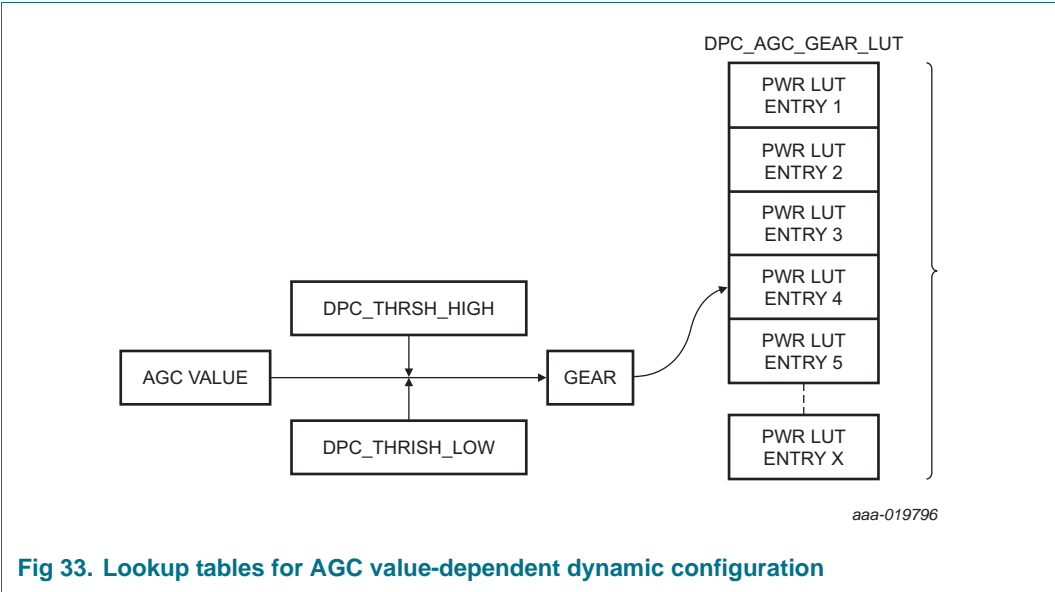 DPC_AGC_GEAR_LUT
PWR LUT
ENTRY 1
PWR LUT
ENTRY 2
PWR LUT
ENTRY 3
PWR LUT
ENTRY 4
PWR LUT
ENTRY 5
PWR LUT
ENTRY X
DPC_THRSH_HIGH
AGC VALUE
GEAR
DPC_THRISH_LOW
aaa-019796
Fig 33. Lookup tables for AGC value-dependent dynamic configuration